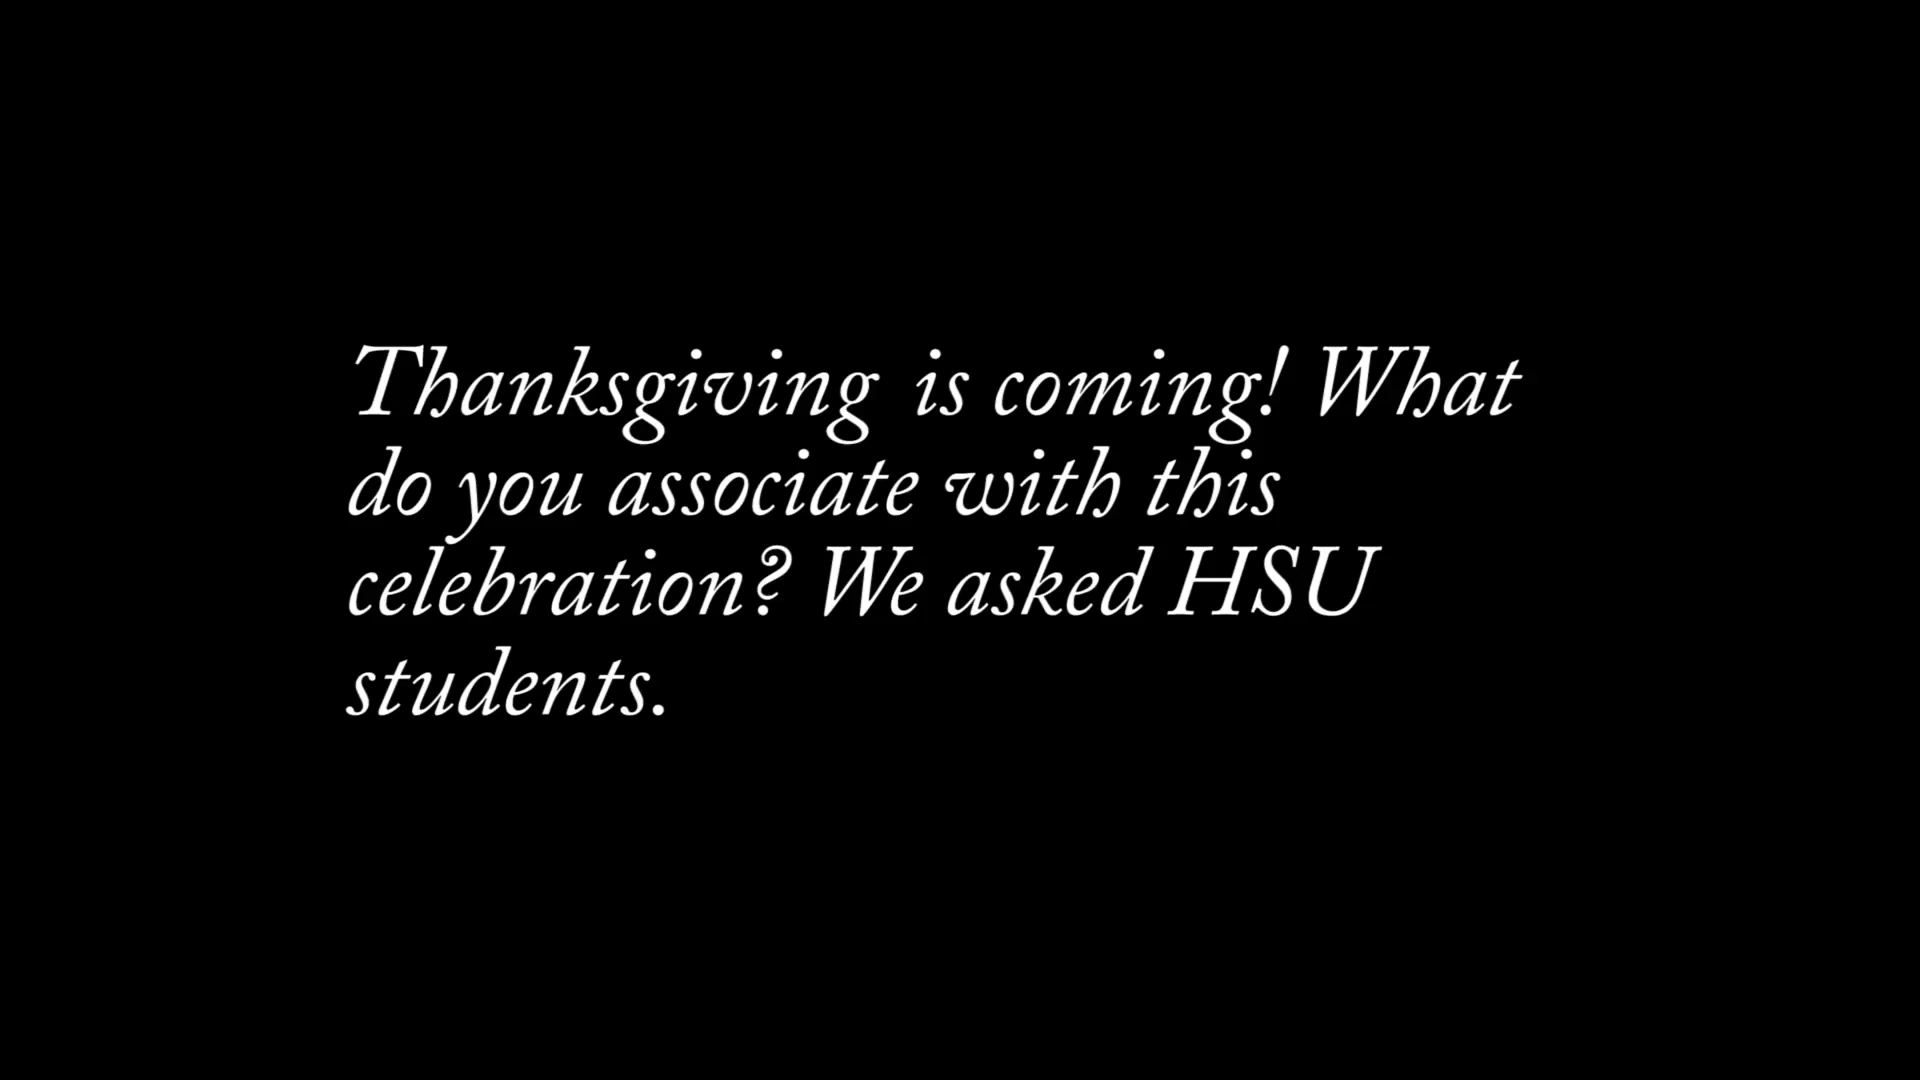 Thanksgiving is coming! What
do you associate with this
celebration? We asked HSU
students.